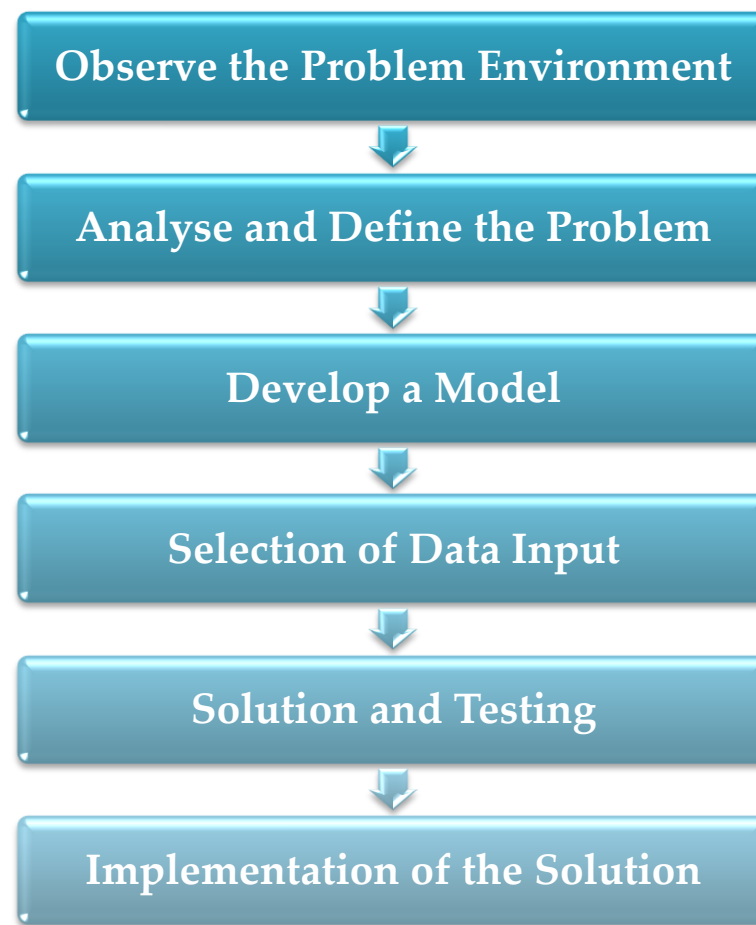 Observe the Problem Environment
Analyse and Define the Problem
Develop a Model
Selection of Data Input
Solution and Testing
Implementation of the Solution